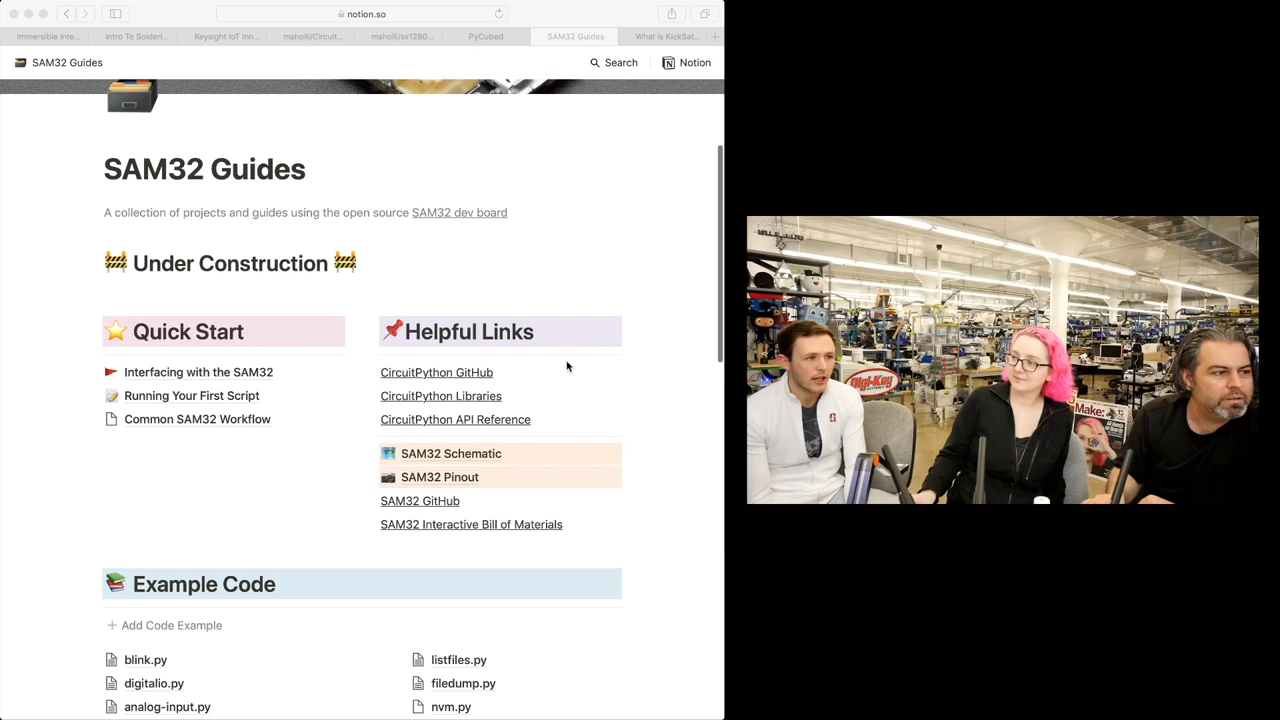 notion.so
Immersible Inte...
Intro To Solderi...
Keysight IoT inn...
maholli/Circuit...
maholli/sx1280...
PyCubed
SAM32 Guides
What is KickSat...
SAM32 Guides
Search
Notion
SAM32 Guides
A collection of projects and guides using the open source SAM32 dev board
Under Construction
Quick Start
Interfacing with the SAM32
Running Your First Script
Common SAM32 Workflow
Helpful Links
CircuitPython GitHub
CircuitPython Libraries
CircuitPython API Reference
SAM32 Schematic
SAM32 Pinout
SAM32 GitHub
SAM32 Interactive Bill of Materials
Example Code
+ Add Code Example
blink.py
digitalio.py
analog-input.py
listfiles.py
filedump.py
nvm.py
Digi-Key
Make: